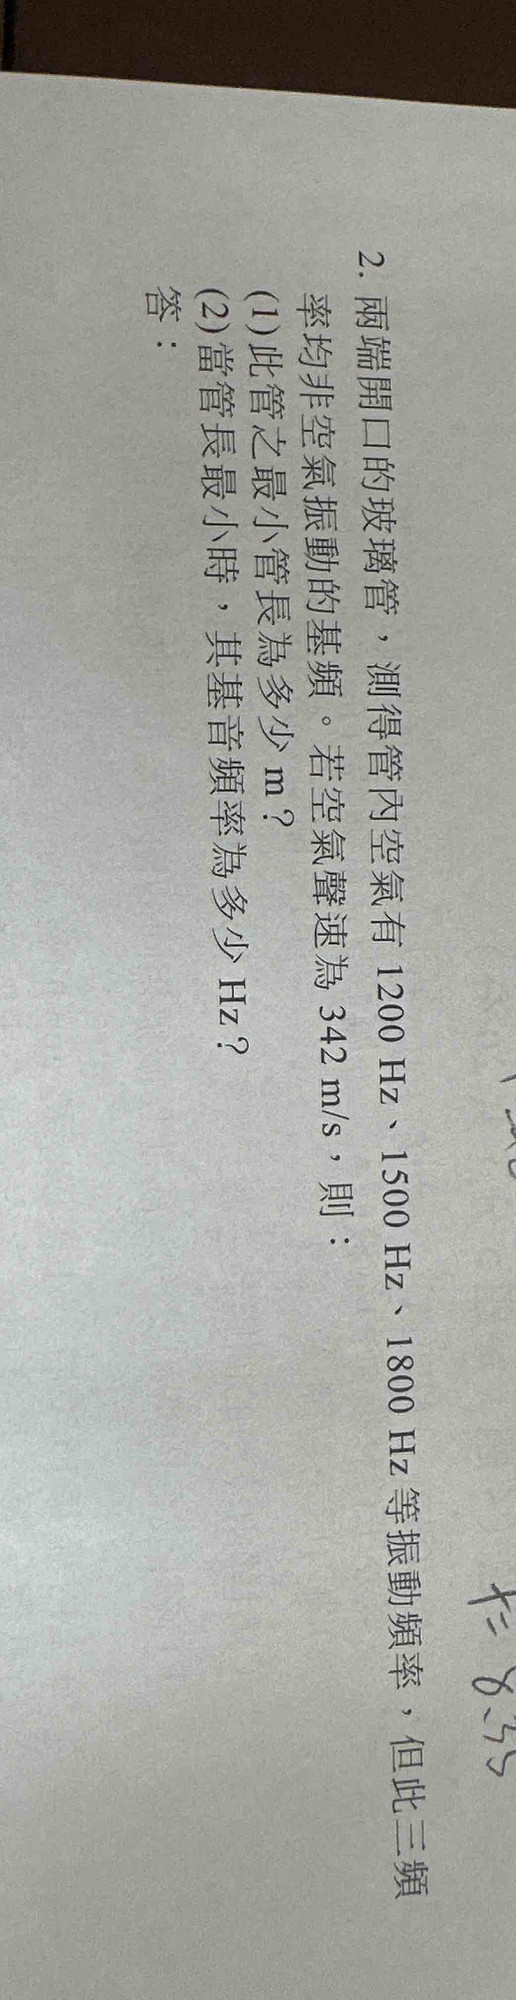 2. 兩端開口的玻璃管，測得管內空氣有 1200 Hz、1500 Hz、1800 Hz 等振動頻率，但此三頻
率均非空氣振動的基頻。若空氣聲速為 342 m/s，則：
(1)此管之最小管長為多少 m？
(2)當管長最小時，其基音頻率為多少 Hz？
答：